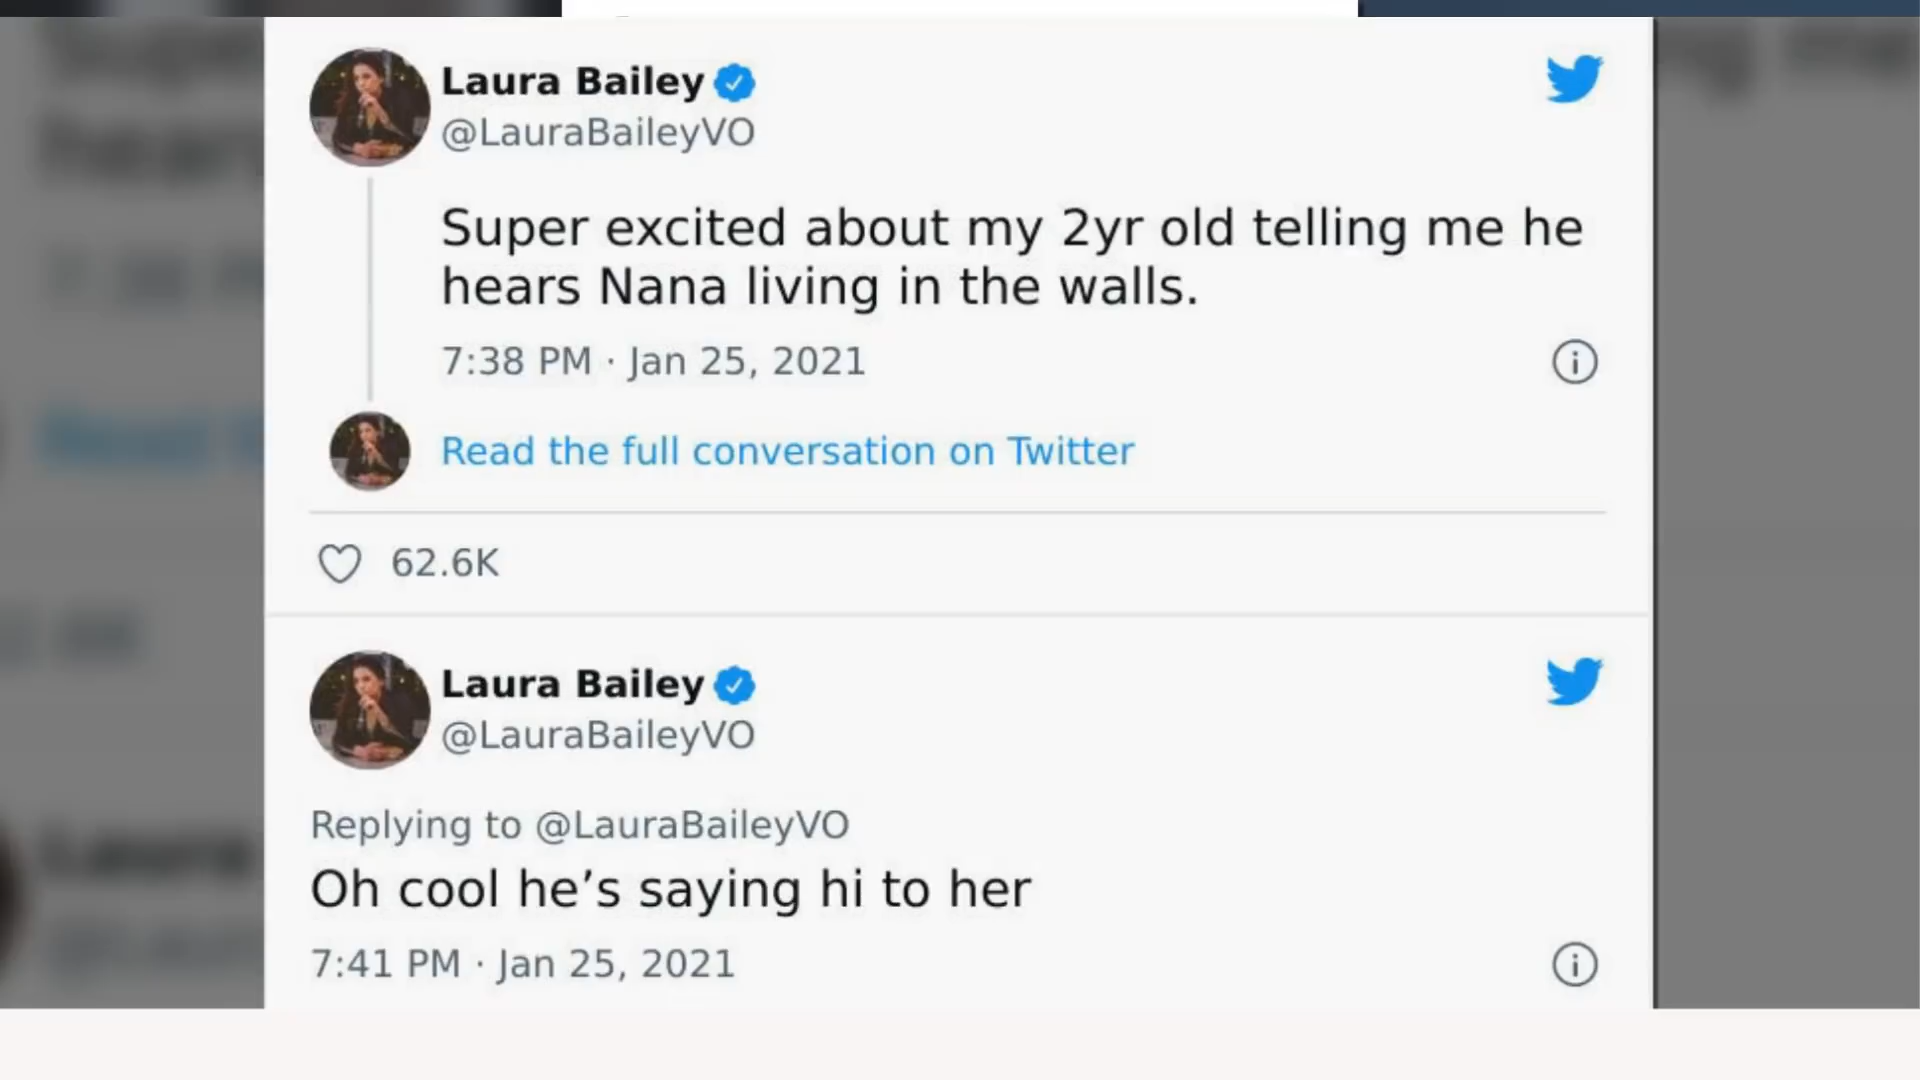 Laura Bailey
@LauraBaileyVO
Super excited about my 2yr old telling me he
hears Nana living in the walls.
7:38 PM · Jan 25, 2021
Read the full conversation on Twitter
62.6K
Laura Bailey
@LauraBaileyVO
Replying to @LauraBaileyVO
Oh cool he’s saying hi to her
7:41 PM · Jan 25, 2021